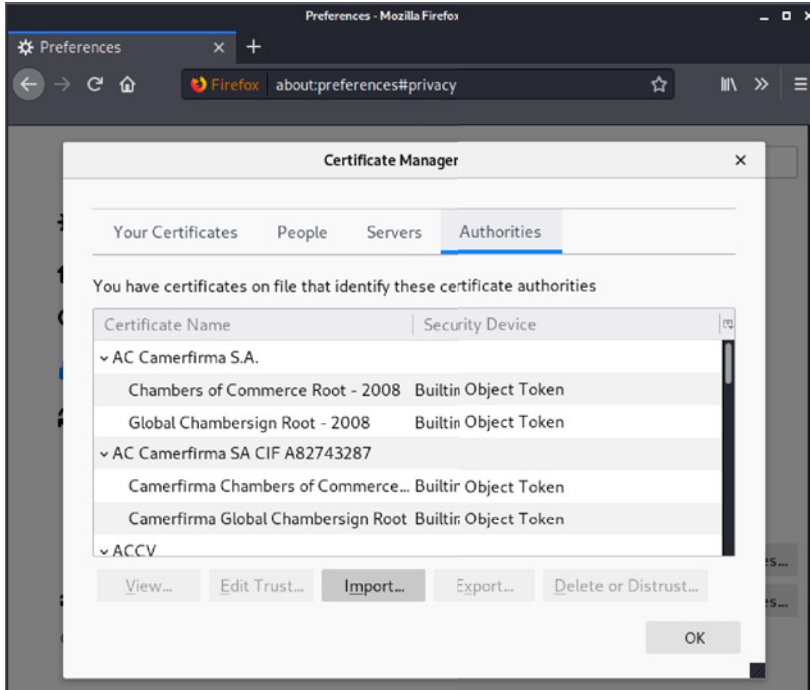 Preferences - Mozilla Firefox
Preferences
Firefox about:preferences#privacy
Certificate Manager
Your Certificates People Servers Authorities
You have certificates on file that identify these certificate authorities
Certificate Name Security Device
AC Camerfirma S.A.
Chambers of Commerce Root - 2008 Builtin Object Token
Global Chambersign Root - 2008 Builtin Object Token
AC Camerfirma SA CIF A82743287
Camerfirma Chambers of Commerce... Builtin Object Token
Camerfirma Global Chambersign Root Builtin Object Token
ACCV
View... Edit Trust... Import... Export... Delete or Distrust...
OK